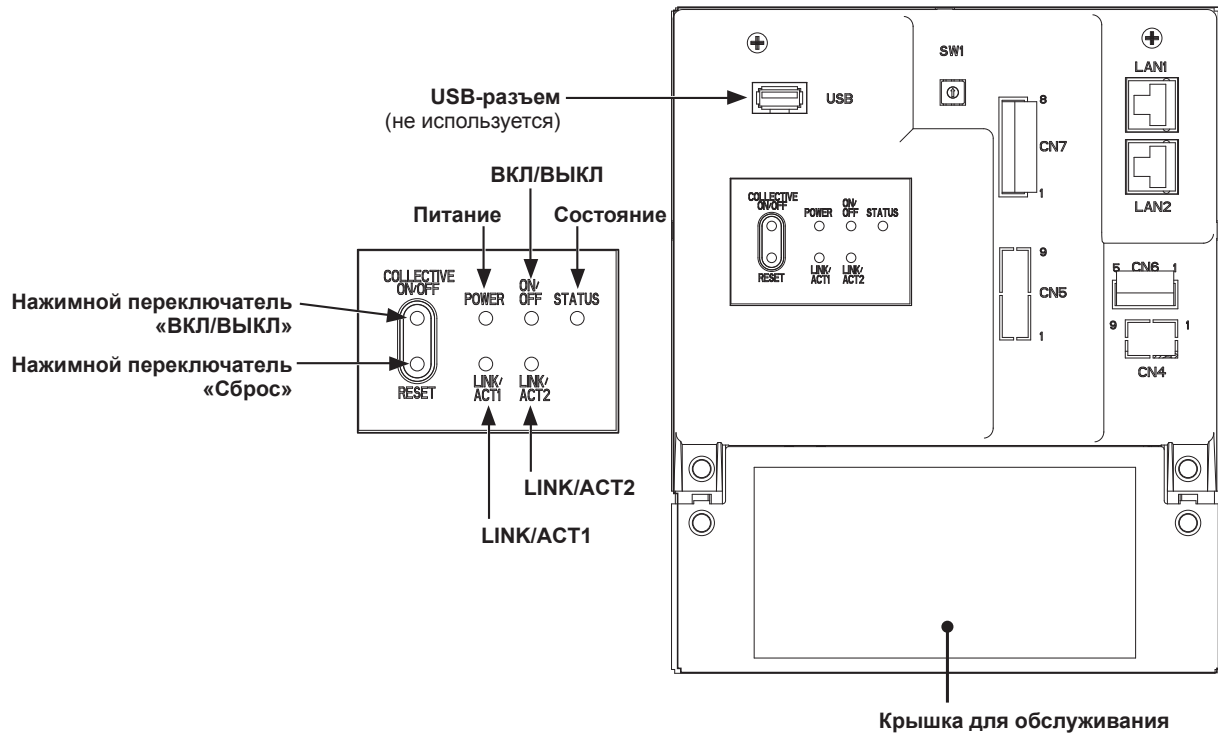 USB-разъем
(не используется)
ВКЛ/ВЫКЛ
Питание
Состояние
Нажимной переключатель
«ВКЛ/ВЫКЛ»
Нажимной переключатель
«Сброс»
COLLECTIVE
ON/OFF
POWER
ON/
OFF
STATUS
RESET
LINK/
ACT1
LINK/
ACT2
LINK/ACT2
LINK/ACT1
USB
SW1
LAN1
LAN2
8
CN7
1
9
CN5
1
5 CN6 1
9 1
CN4
COLLECTIVE
ON/OFF
POWER
ON/
OFF
STATUS
RESET
LINK/
ACT1
LINK/
ACT2
Крышка для обслуживания